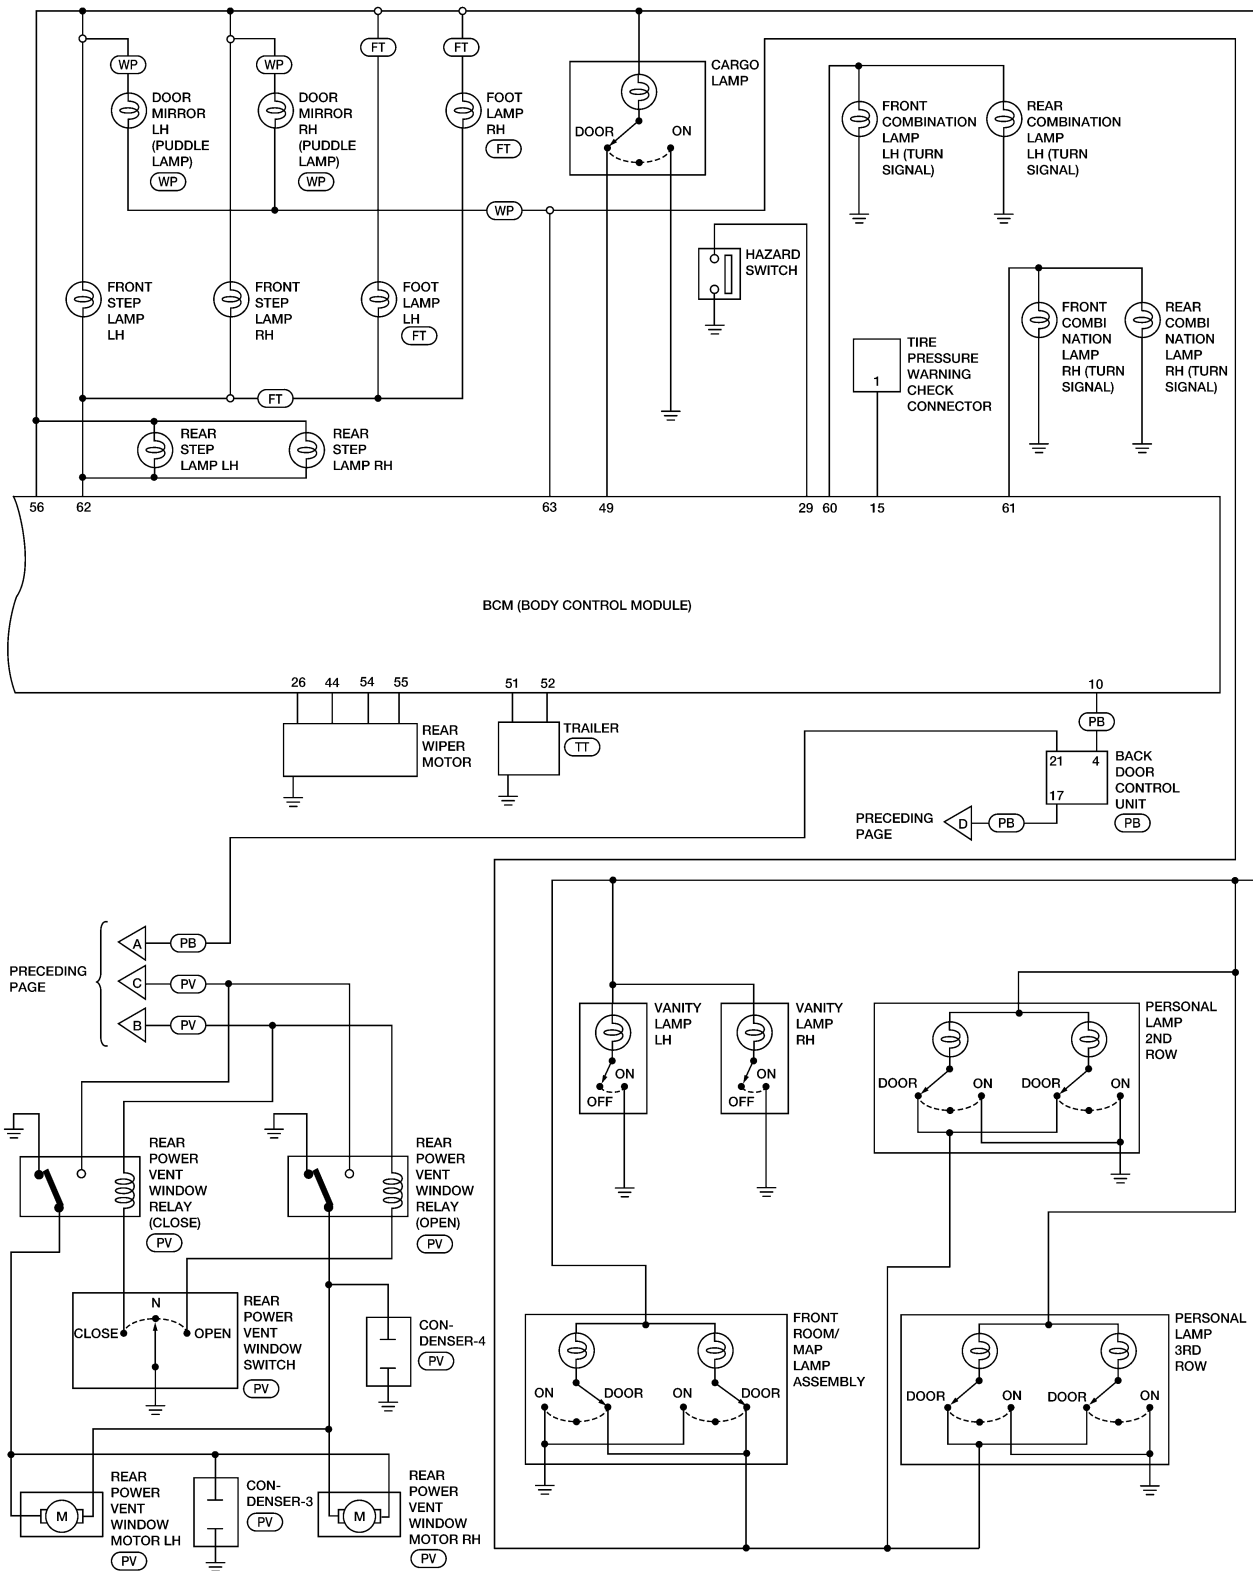 FT
FT
WP
WP
DOOR
MIRROR
LH
(PUDDLE
LAMP)
WP
DOOR
MIRROR
RH
(PUDDLE
LAMP)
WP
FOOT
LAMP
RH
FT
CARGO
LAMP
DOOR
ON
FRONT
COMBINATION
LAMP
LH (TURN
SIGNAL)
REAR
COMBINATION
LAMP
LH (TURN
SIGNAL)
WP
HAZARD
SWITCH
FRONT
STEP
LAMP
LH
FRONT
STEP
LAMP
RH
FOOT
LAMP
LH
FT
FRONT
COMBI
NATION
LAMP
RH (TURN
SIGNAL)
REAR
COMBI
NATION
LAMP
RH (TURN
SIGNAL)
1
TIRE
PRESSURE
WARNING
CHECK
CONNECTOR
FT
REAR
STEP
LAMP LH
REAR
STEP
LAMP RH
56 62 63 49 29 60 15 61
BCM (BODY CONTROL MODULE)
26 44 54 55 51 52 10
REAR
WIPER
MOTOR
TRAILER
TT
PB
21 4
17
BACK
DOOR
CONTROL
UNIT
PB
PRECEDING
PAGE
D
PB
PRECEDING
PAGE
A
PB
C
PV
B
PV
VANITY
LAMP
LH
ON
OFF
VANITY
LAMP
RH
ON
OFF
PERSONAL
LAMP
2ND
ROW
DOOR
ON
DOOR
ON
REAR
POWER
VENT
WINDOW
RELAY
(CLOSE)
PV
REAR
POWER
VENT
WINDOW
RELAY
(OPEN)
PV
N
CLOSE
OPEN
REAR
POWER
VENT
WINDOW
SWITCH
PV
CON-
DENSER-4
PV
FRONT
ROOM/
MAP
LAMP
ASSEMBLY
ON
DOOR
ON
DOOR
PERSONAL
LAMP
3RD
ROW
DOOR
ON
DOOR
ON
M
REAR
POWER
VENT
WINDOW
MOTOR LH
PV
CON-
DENSER-3
PV
M
REAR
POWER
VENT
WINDOW
MOTOR RH
PV